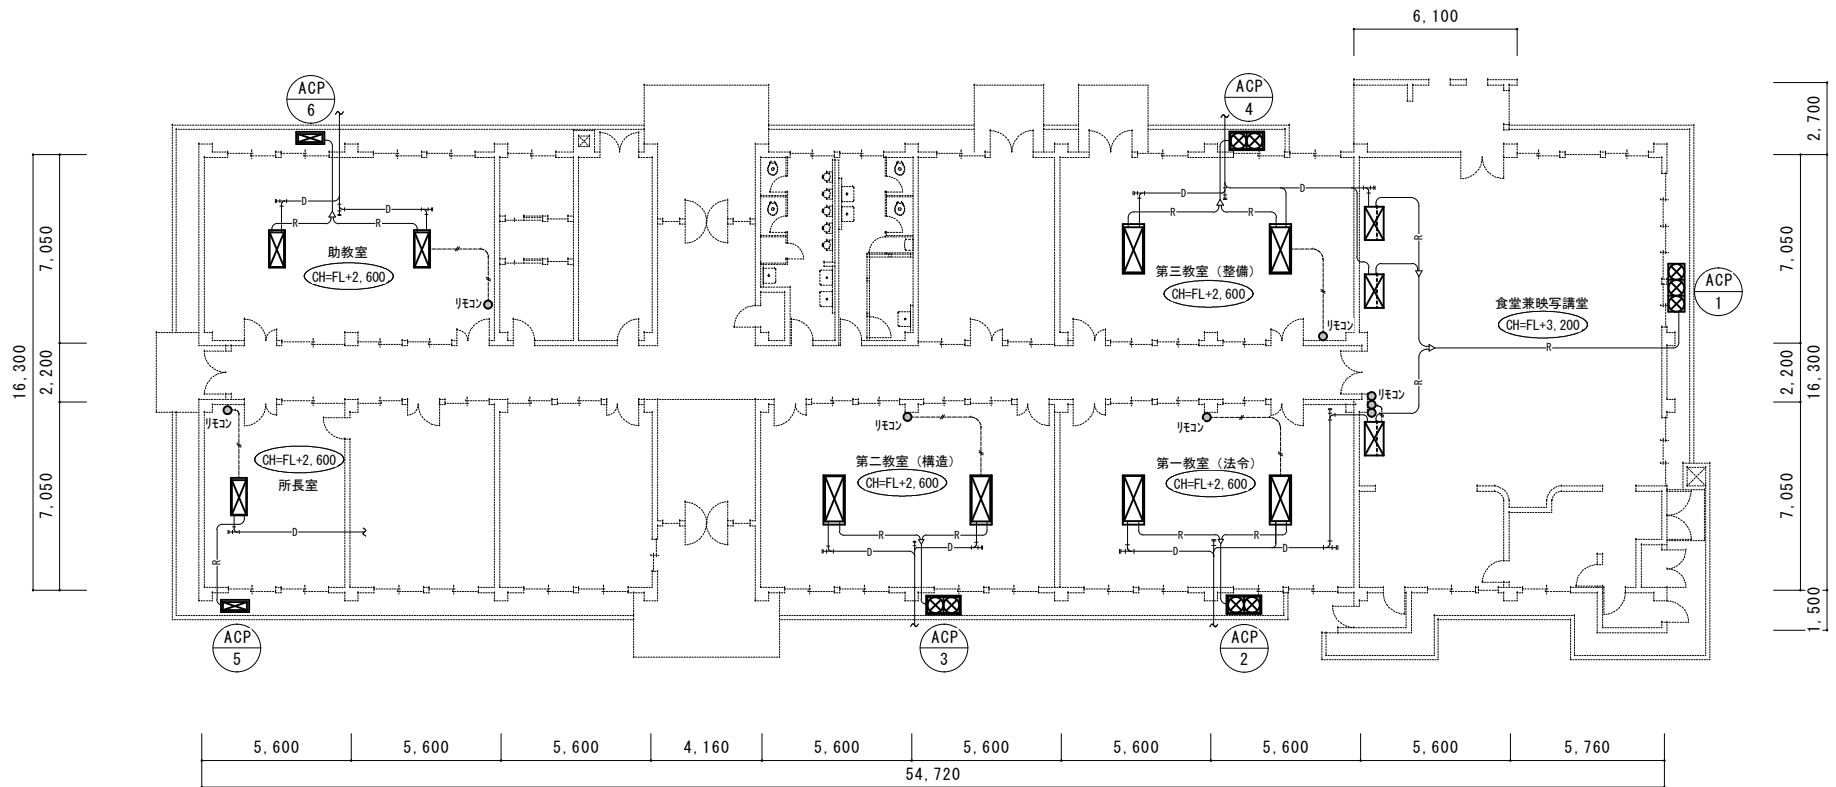 6,100
ACP
6
ACP
4
2,700
D
D
R
R
助教室
CH=FL+2,600
リモコン
D
D
R
R
第三教室（整備）
CH=FL+2,600
リモコン
R
食堂兼映写講堂
CH=FL+3,200
ACP
1
R
R
リモコン
7,050
2,200
7,050
16,300
7,050
2,200
7,050
16,300
1,500
リモコン
CH=FL+2,600
所長室
D
R
ACP
5
リモコン
第二教室（構造）
CH=FL+2,600
R
R
D
D
ACP
3
リモコン
第一教室（法令）
CH=FL+2,600
R
R
D
D
ACP
2
5,600
5,600
5,600
4,160
5,600
5,600
5,600
5,600
5,600
5,760
54,720